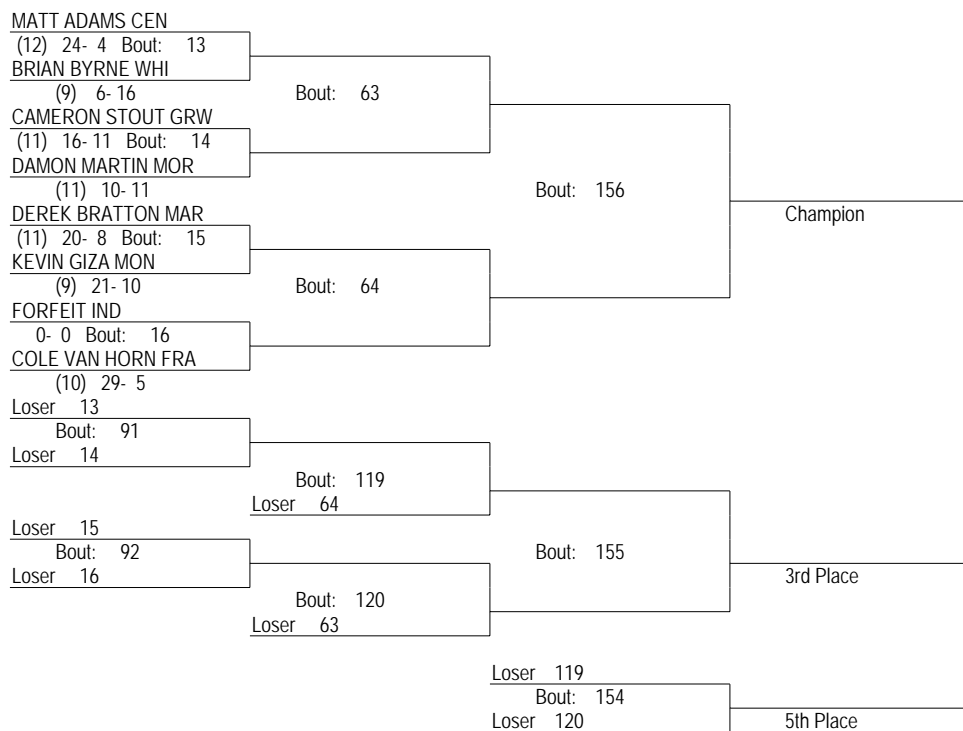 MATT ADAMS CEN
(12) 24- 4 Bout: 13
BRIAN BYRNE WHI
(9) 6- 16
Bout: 63
CAMERON STOUT GRW
(11) 16- 11 Bout: 14
DAMON MARTIN MOR
(11) 10- 11
Bout: 156
Champion
DEREK BRATTON MAR
(11) 20- 8 Bout: 15
KEVIN GIZA MON
(9) 21- 10
Bout: 64
FORFEIT IND
0- 0 Bout: 16
COLE VAN HORN FRA
(10) 29- 5
Loser 13
Bout: 91
Loser 14
Bout: 119
Loser 64
Loser 15
Bout: 92
Loser 16
Bout: 155
3rd Place
Bout: 120
Loser 63
Loser 119
Bout: 154
Loser 120
5th Place